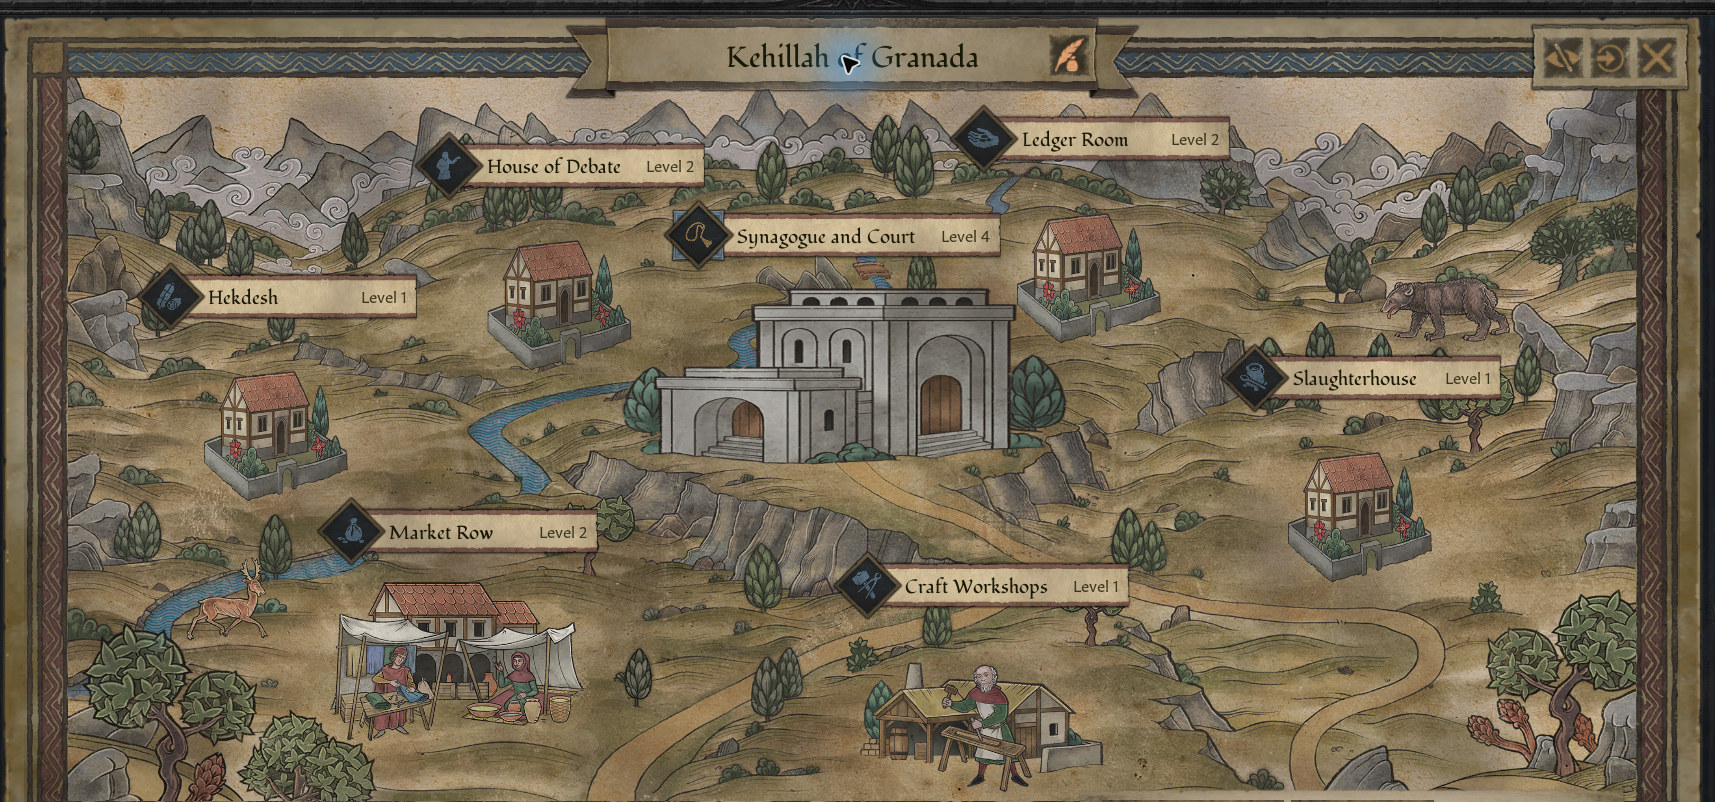 Kehillah of Granada
Ledger Room Level 2
House of Debate Level 2
Synagogue and Court Level 4
Hekdesh Level 1
Slaughterhouse Level 1
Market Row Level 2
Craft Workshops Level 1